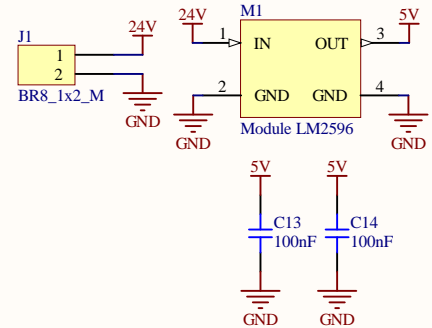 M1
24V
24V
5V
J1
1
1
IN
OUT
3
2
BR8_1x2_M
2
GND
GND
4
GND
GND
GND
Module LM2596
5V
5V
C13
100nF
C14
100nF
GND
GND